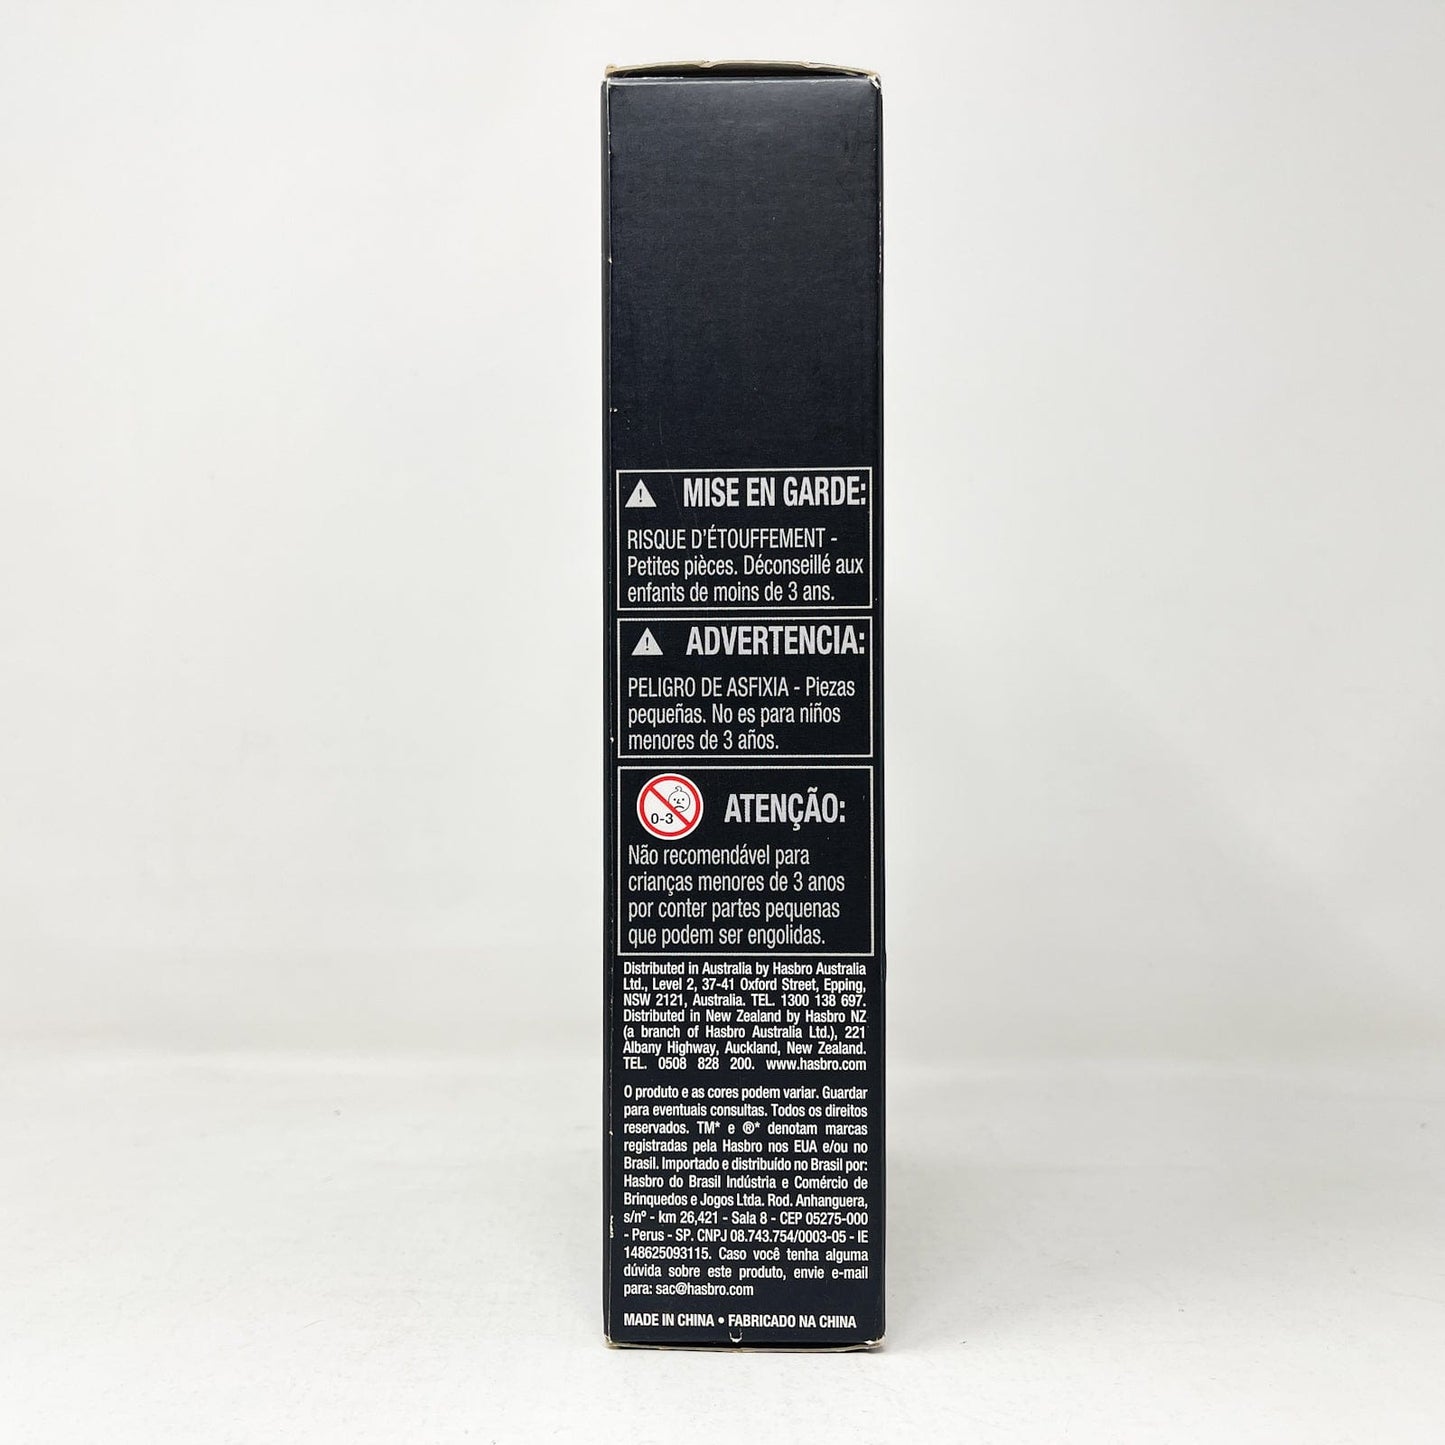 MISE EN GARDE:
RISQUE D'ÉTOUFFEMENT -
Petites pièces. Déconseillé aux
enfants de moins de 3 ans.
ADVERTENCIA:
PELIGRO DE ASFIXIA - Piezas
pequeñas. No es para niños
menores de 3 años.
0-3
ATENÇÃO:
Não recomendável para
crianças menores de 3 anos
por conter partes pequenas
que podem ser engolidas.
Distributed in Australia by Hasbro Australia
Ltd., Level 2, 37-41 Oxford Street, Epping,
NSW 2121, Australia. TEL. 1300 138 697.
Distributed in New Zealand by Hasbro NZ
(a branch of Hasbro Australia Ltd.), 221
Albany Highway, Auckland, New Zealand.
TEL. 0508 828 200. www.hasbro.com
O produto e as cores podem variar. Guardar
para eventuais consultas. Todos os direitos
reservados. TM* e ®* denotam marcas
registradas pela Hasbro nos EUA e/ou no
Brasil. Importado e distribuído no Brasil por:
Hasbro do Brasil Indústria e Comércio de
Brinquedos e Jogos Ltda. Rod. Anhanguera,
s/nº - km 26,421 - Sala 8 - CEP 05275-000
- Perus - SP. CNPJ 08.743.754/0003-05 - IE
148625093115. Caso você tenha alguma
dúvida sobre este produto, envie e-mail
para: sac@hasbro.com
MADE IN CHINA • FABRICADO NA CHINA